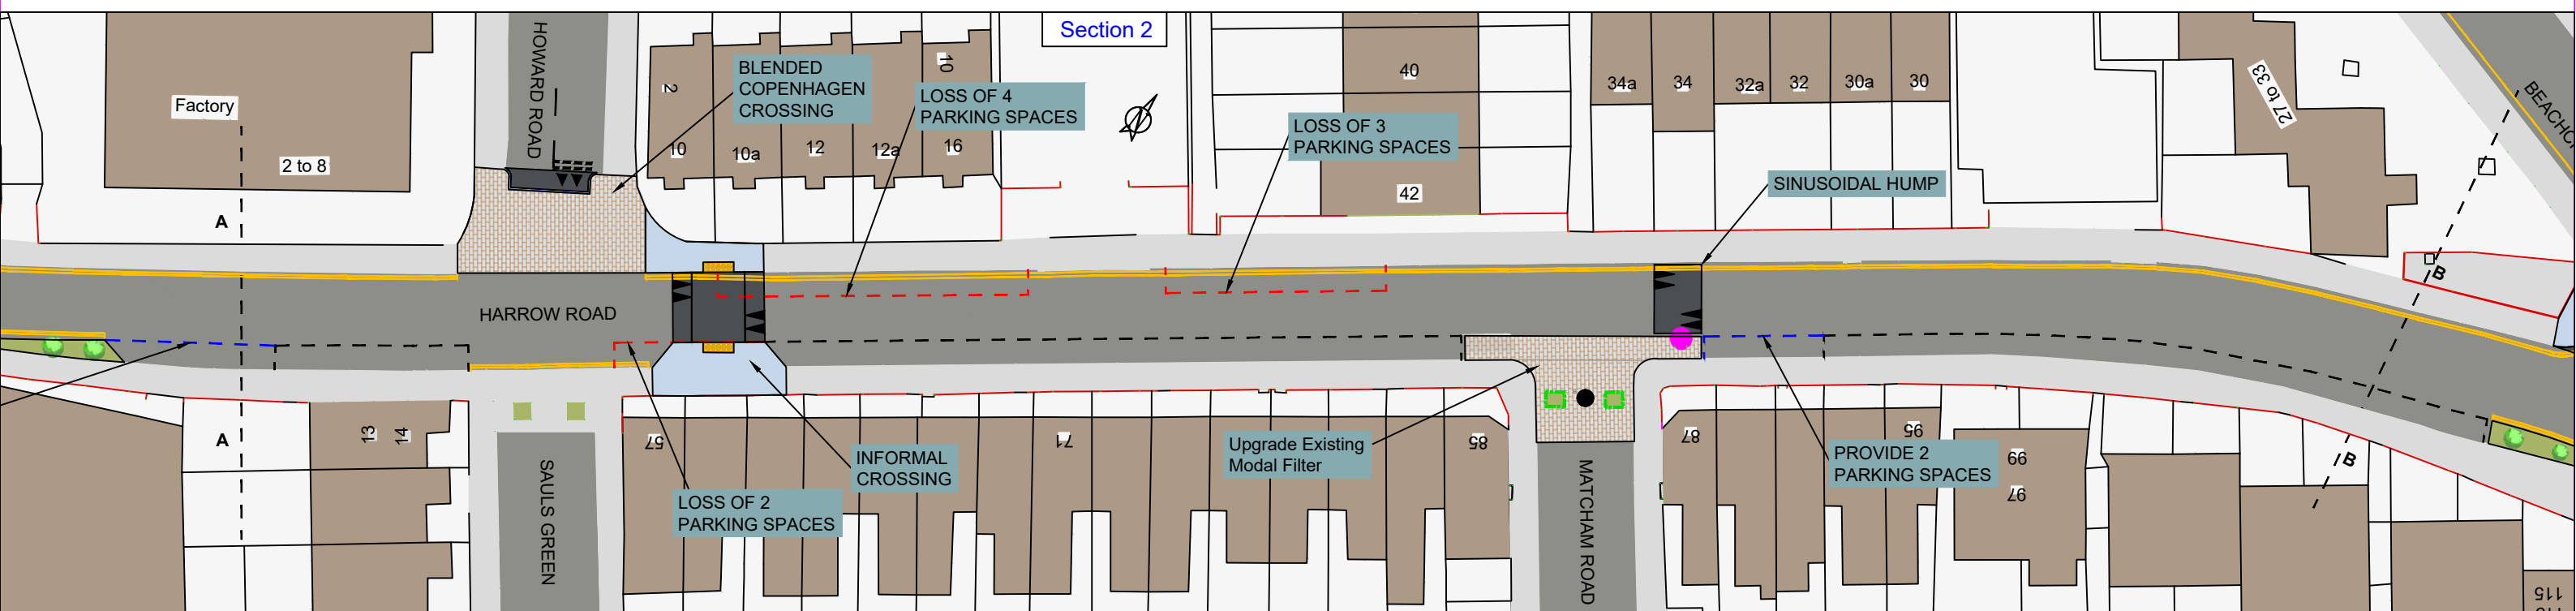 Section 2
HOWARD ROAD
BLENDED
COPENHAGEN
CROSSING
LOSS OF 4
PARKING SPACES
LOSS OF 3
PARKING SPACES
SINUSOIDAL HUMP
Factory
2 to 8
A
2
10
10
10a
12
12a
16
40
42
34a
34
32a
32
30a
30
27 to 33
B
HARROW ROAD
A
13
14
SAULS GREEN
57
LOSS OF 2
PARKING SPACES
INFORMAL
CROSSING
71
Upgrade Existing
Modal Filter
85
MATCHAM ROAD
87
95
PROVIDE 2
PARKING SPACES
99
97
B
115